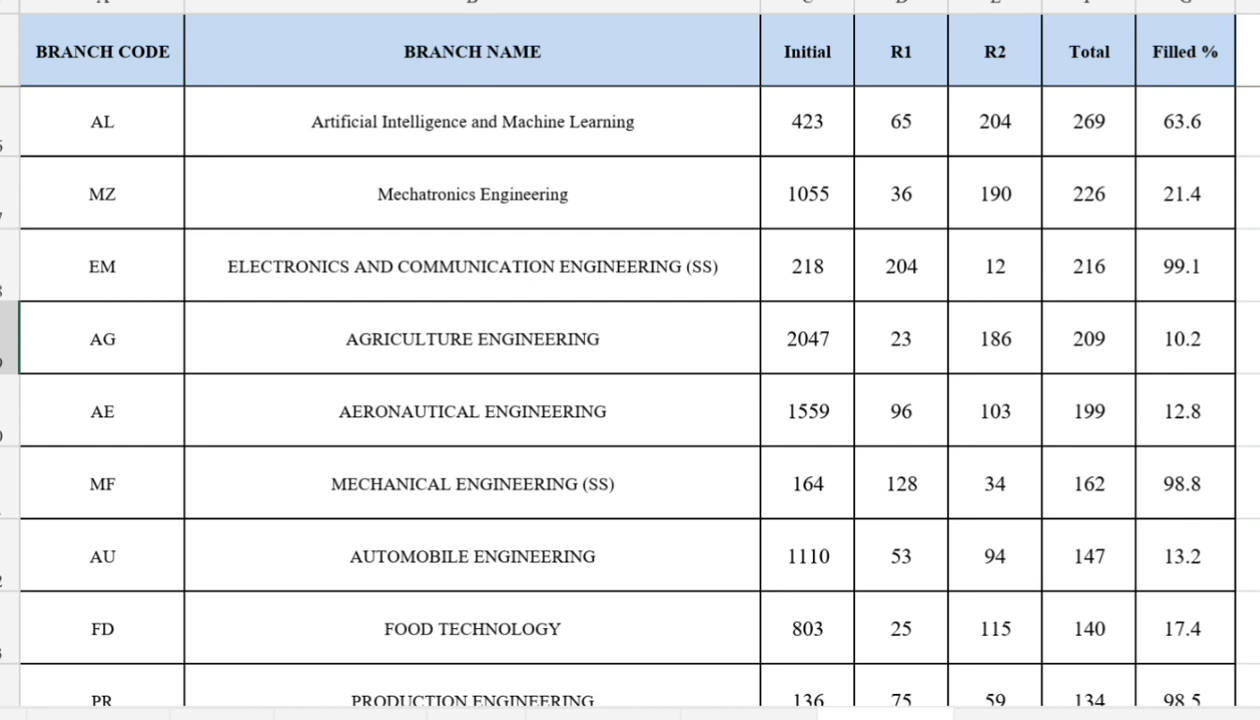 BRANCH CODE BRANCH NAME Initial R1 R2 Total Filled %
AL Artificial Intelligence and Machine Learning 423 65 204 269 63.6
MZ Mechatronics Engineering 1055 36 190 226 21.4
EM ELECTRONICS AND COMMUNICATION ENGINEERING (SS) 218 204 12 216 99.1
AG AGRICULTURE ENGINEERING 2047 23 186 209 10.2
AE AERONAUTICAL ENGINEERING 1559 96 103 199 12.8
MF MECHANICAL ENGINEERING (SS) 164 128 34 162 98.8
AU AUTOMOBILE ENGINEERING 1110 53 94 147 13.2
FD FOOD TECHNOLOGY 803 25 115 140 17.4
PR PRODUCTION ENGINEERING 136 75 59 134 98.5